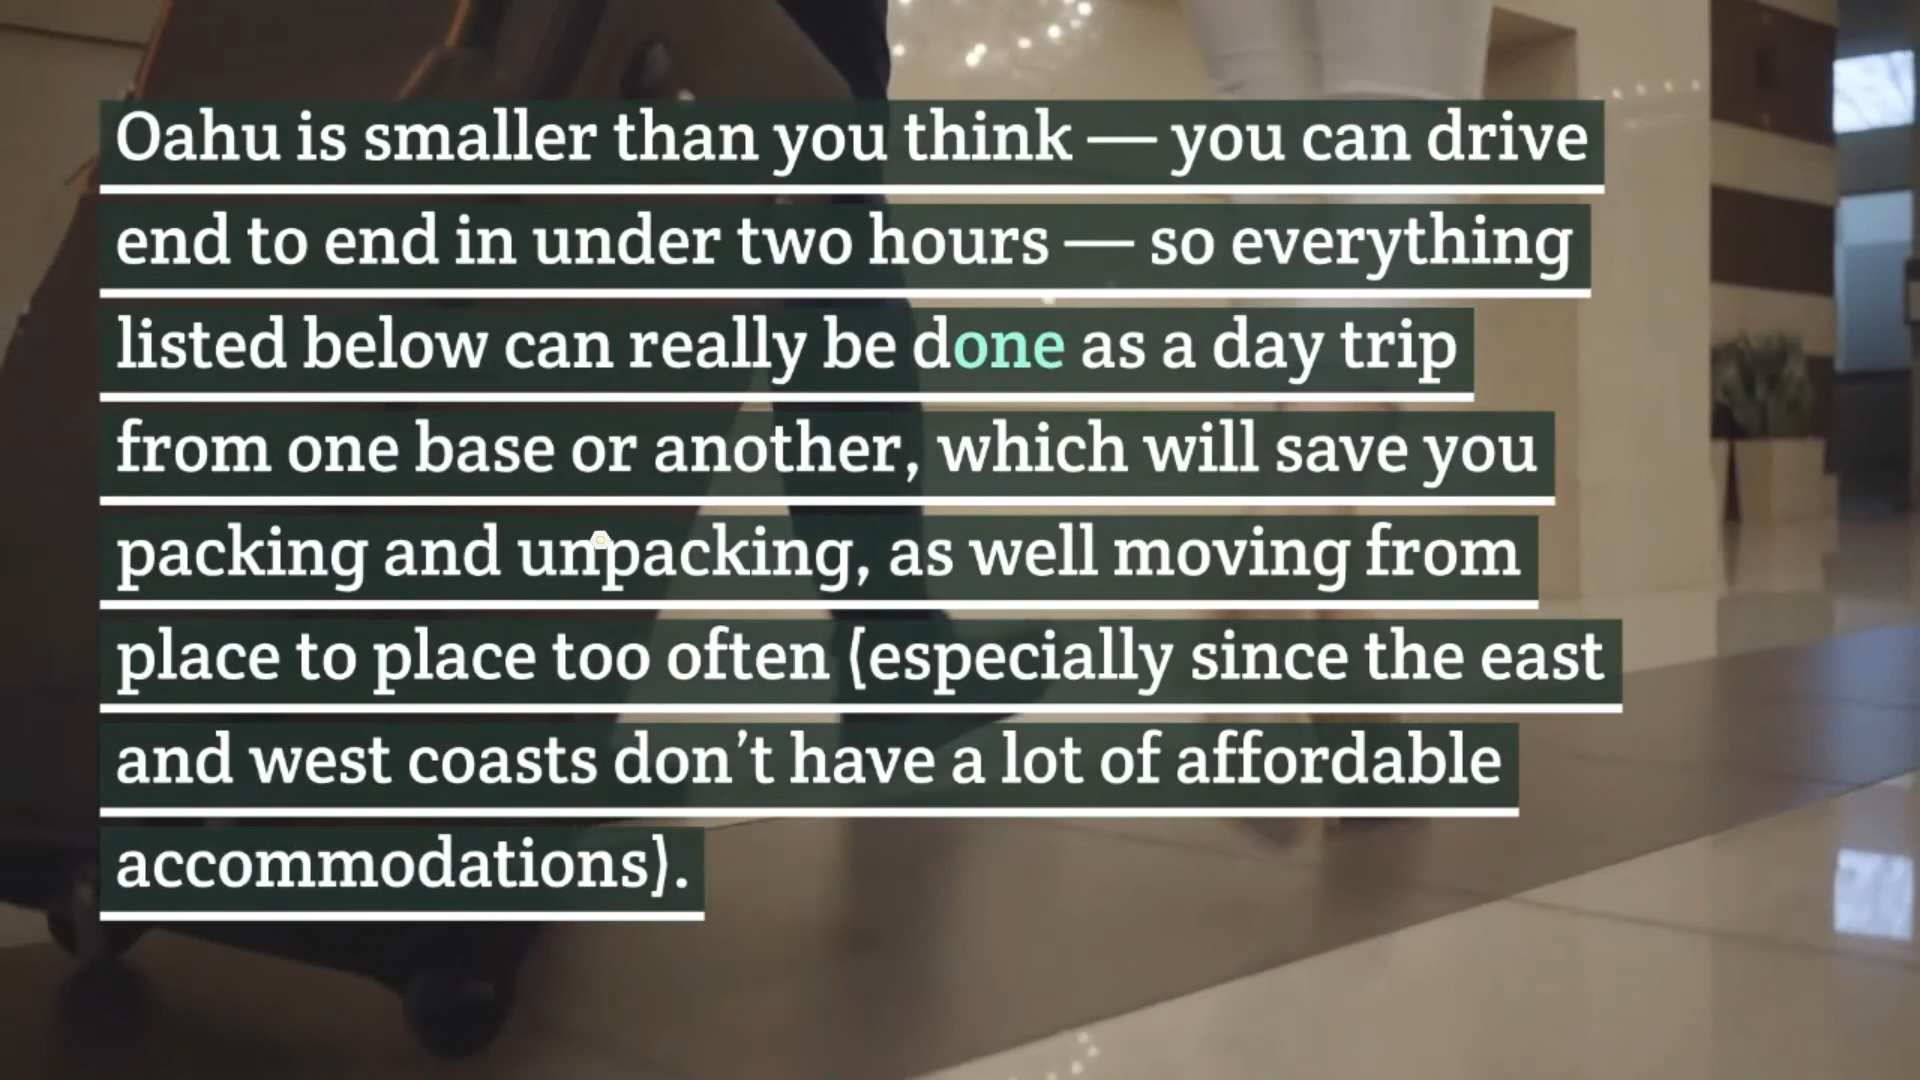 Oahu is smaller than you think — you can drive
end to end in under two hours — so everything
listed below can really be done as a day trip
from one base or another, which will save you
packing and unpacking, as well moving from
place to place too often (especially since the east
and west coasts don’t have a lot of affordable
accommodations).